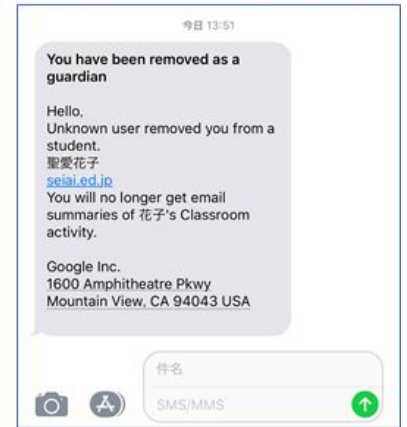 今日 13:51
You have been removed as a
guardian
Hello,
Unknown user removed you from a
student.
聖愛花子
seiai.ed.jp
You will no longer get email
summaries of 花子's Classroom
activity.
Google Inc.
1600 Amphitheatre Pkwy
Mountain View, CA 94043 USA
件名
SMS/MMS